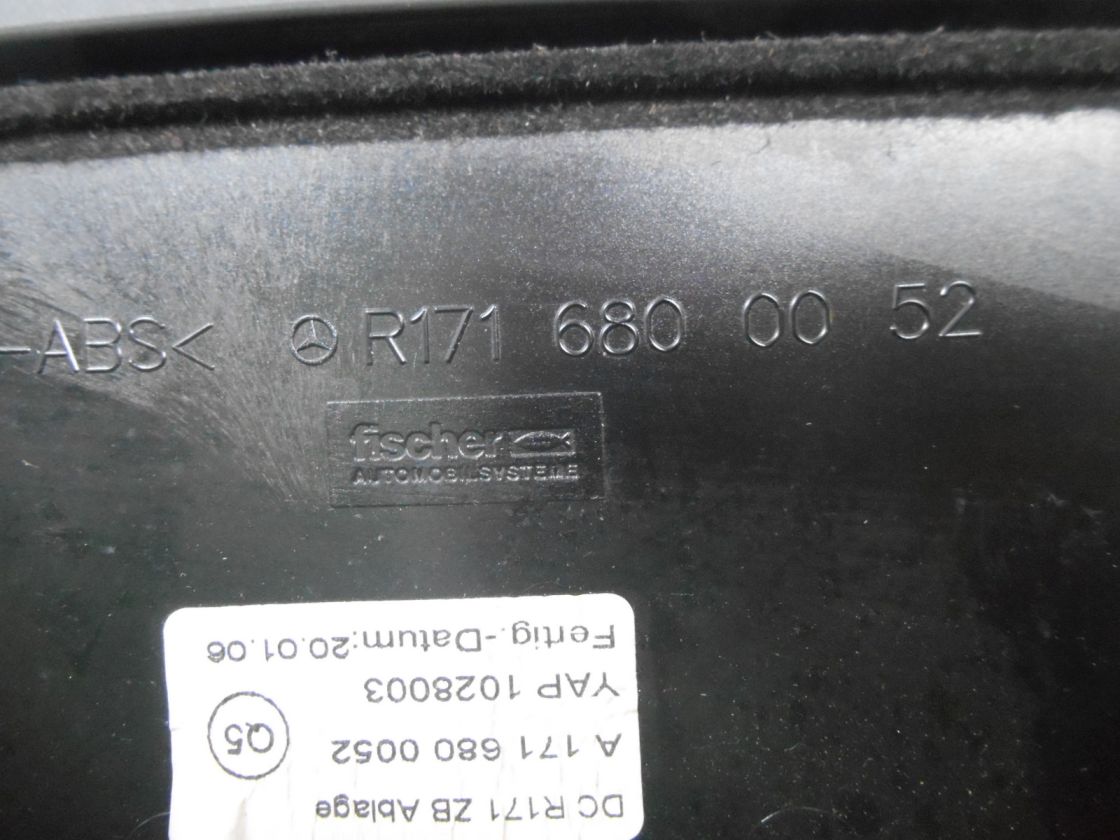 -ABS< R171 680 00 52
fischer
AUTOMOBILSYSTEME
DC R171 ZB Ablage
A 171 680 0052
Q5
YAP 1028003
Fertig.-Datum:20.01.06